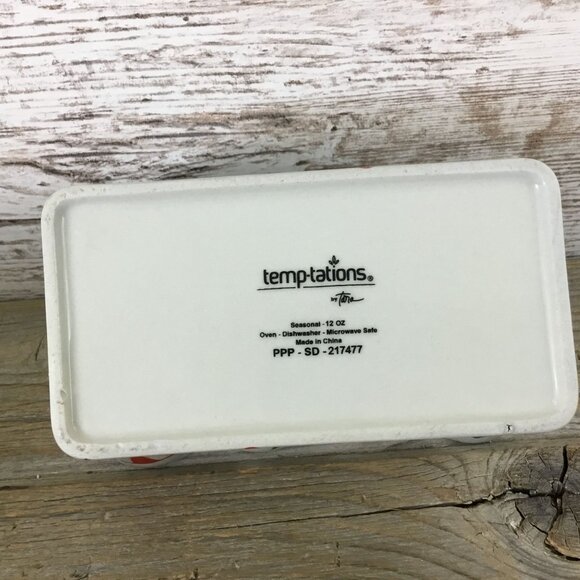 temp-tations®
by Tara
Seasonal - 12 OZ
Oven - Dishwasher - Microwave Safe
Made in China
PPP - SD - 217477